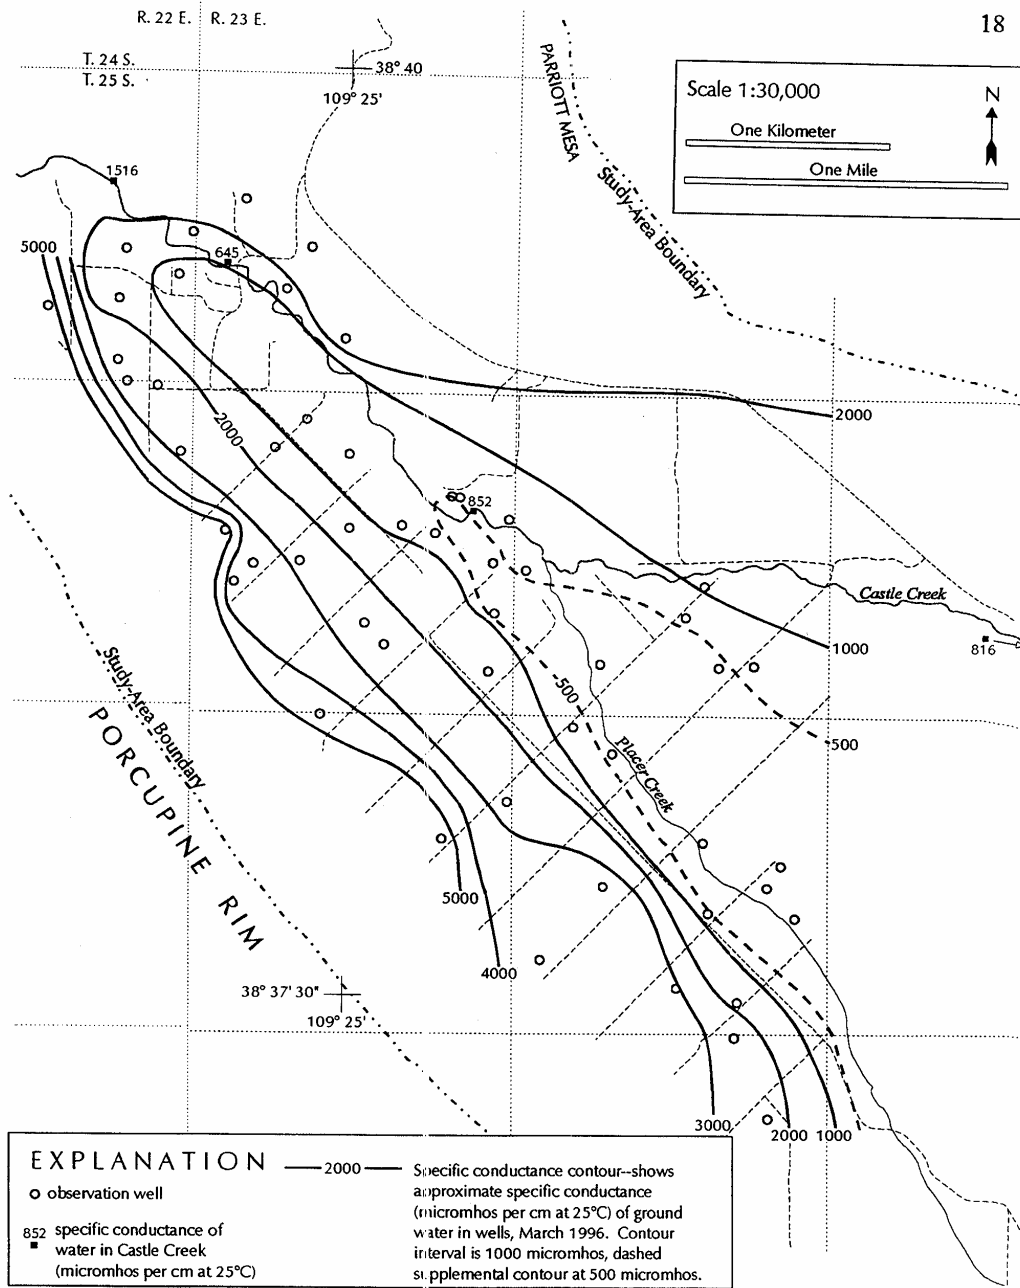 R. 22 E. R. 23 E.
18
T. 24 S.
T. 25 S.
38° 40
109° 25'
PARRIOTT MESA
Study-Area Boundary
Scale 1:30,000
N
One Kilometer
One Mile
1516
5000
645
2000
2000
852
Castle Creek
1000
816
500
500
Placer Creek
Study-Area Boundary
PORCUPINE RIM
5000
4000
38° 37' 30"
109° 25'
3000
2000
1000
EXPLANATION
observation well
852 specific conductance of
water in Castle Creek
(micromhos per cm at 25°C)
2000
Specific conductance contour--shows
approximate specific conductance
(micromhos per cm at 25°C) of ground
water in wells, March 1996. Contour
interval is 1000 micromhos, dashed
supplemental contour at 500 micromhos.